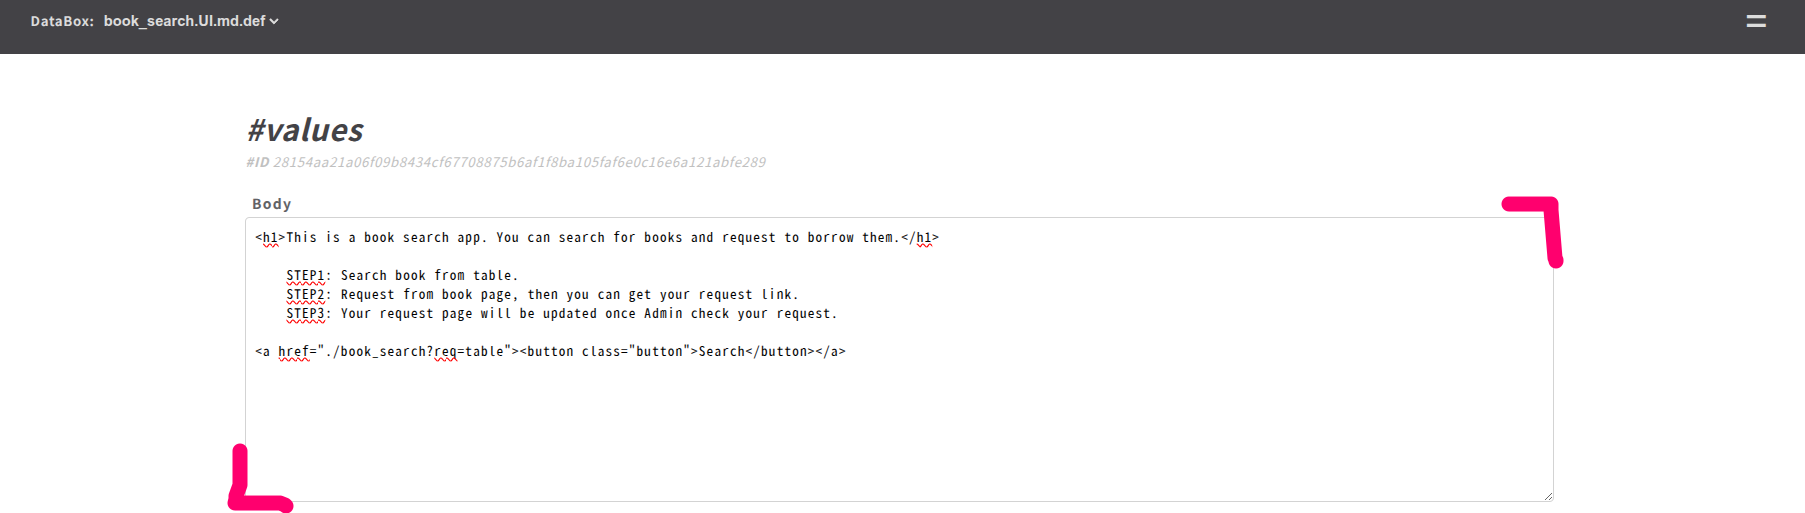 DataBox: book_search.UI.md.def
#values
#ID 28154aa21a06f09b8434cf67708875b6af1f8ba105faf6e0c16e6a121abfe289
Body
<h1>This is a book search app. You can search for books and request to borrow them.</h1>
STEP1: Search book from table.
STEP2: Request from book page, then you can get your request link.
STEP3: Your request page will be updated once Admin check your request.
<a href="./book_search?req=table"><button class="button">Search</button></a>